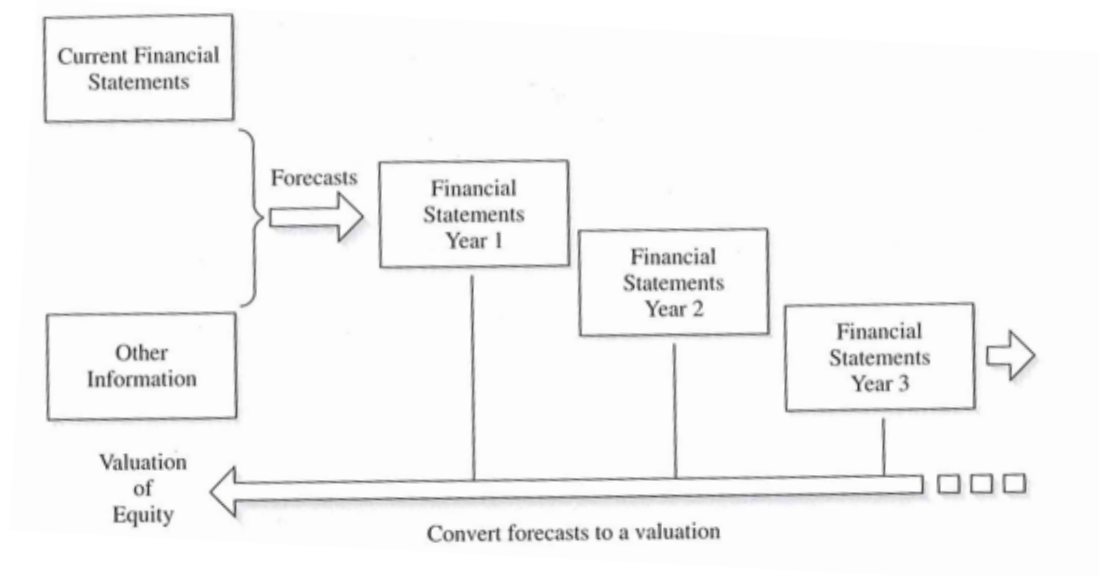 Current Financial
Statements
Forecasts
Financial
Statements
Year 1
Financial
Statements
Year 2
Financial
Statements
Year 3
Other
Information
Valuation
of
Equity
Convert forecasts to a valuation